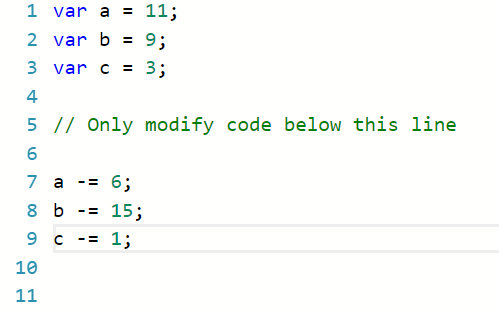 1 var a = 11;
2 var b = 9;
3 var c = 3;
4
5 // Only modify code below this line
6
7 a -= 6;
8 b -= 15;
9 c -= 1;
10
11